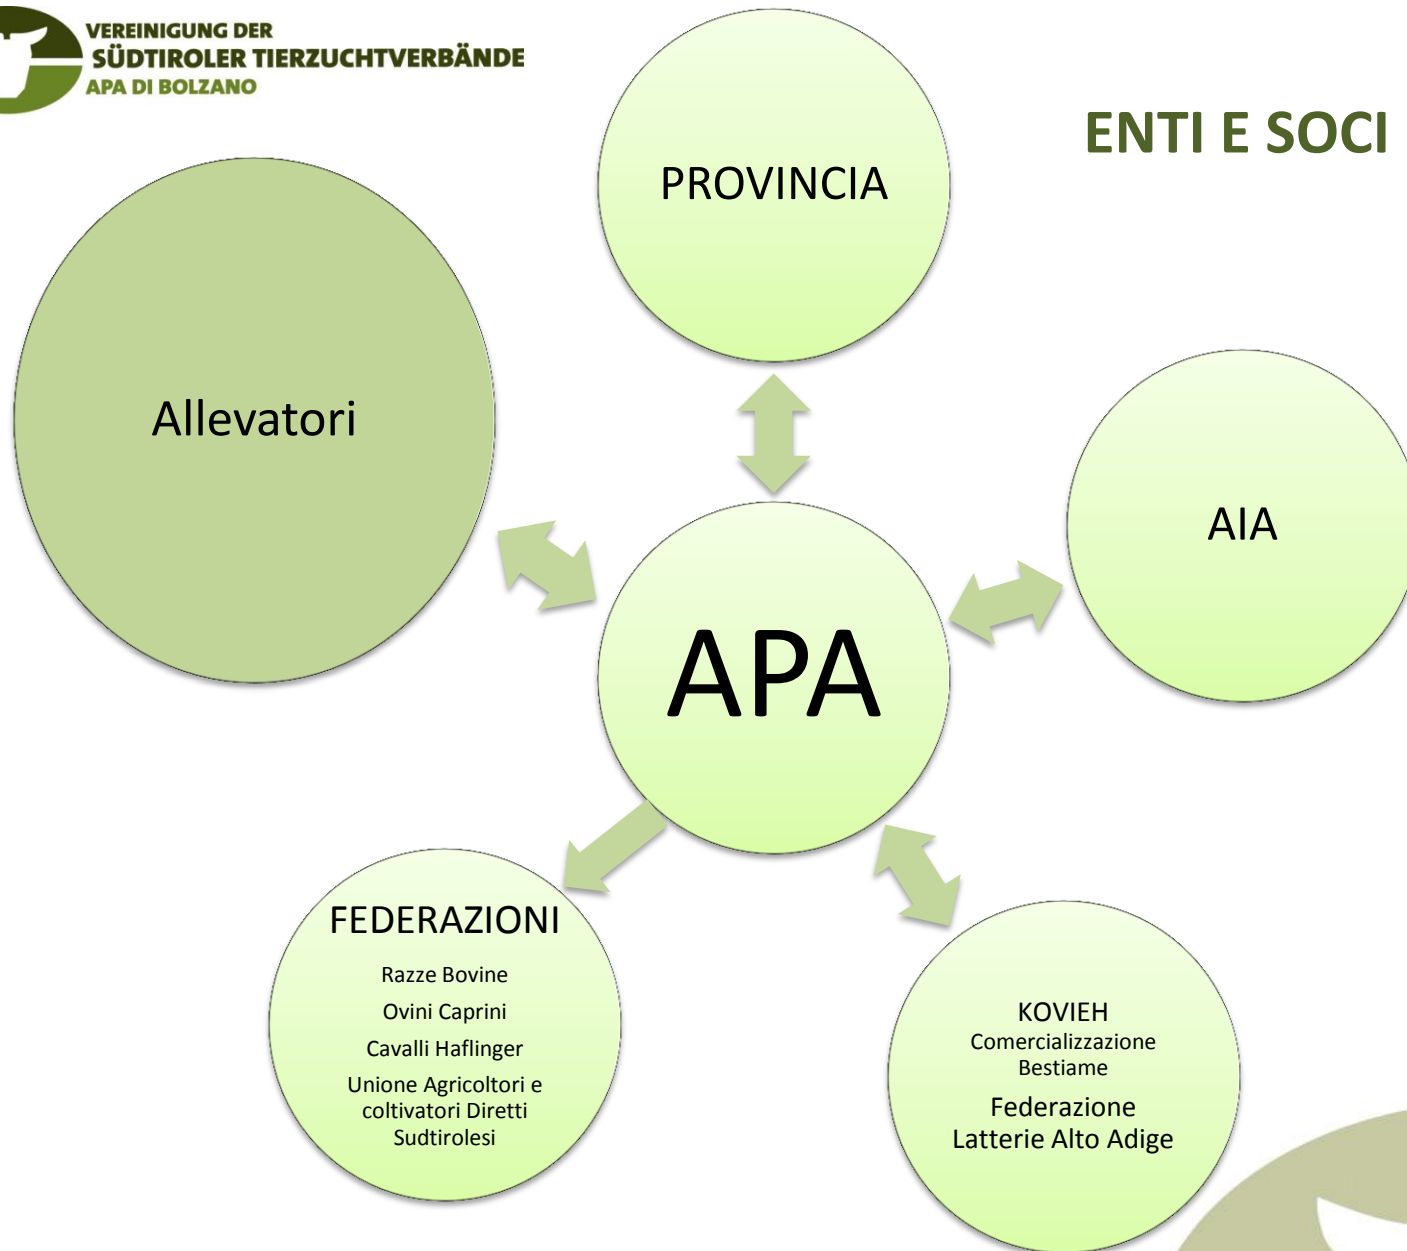 VEREINIGUNG DER
SÜDTIROLER TIERZUCHTVERBÄNDE
APA DI BOLZANO
ENTI E SOCI
PROVINCIA
Allevatori
AIA
APA
FEDERAZIONI
Razze Bovine
Ovini Caprini
Cavalli Haflinger
Unione Agricoltori e
coltivatori Diretti
Sudtirolesi
KOVIEH
Comercializzazione
Bestiame
Federazione
Latterie Alto Adige